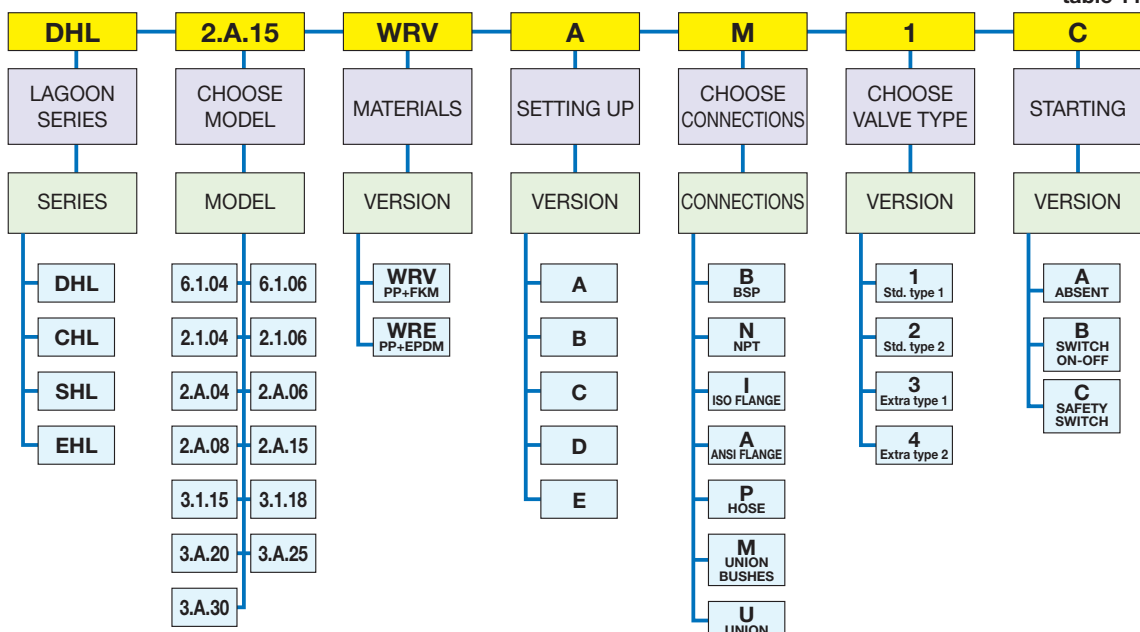 table 11
DHL
2.A.15
WRV
A
M
1
C
LAGOON
SERIES
CHOOSE
MODEL
MATERIALS
SETTING UP
CHOOSE
CONNECTIONS
CHOOSE
VALVE TYPE
STARTING
SERIES
MODEL
VERSION
VERSION
CONNECTIONS
VERSION
VERSION
DHL
CHL
SHL
EHL
6.1.04
6.1.06
2.1.04
2.1.06
2.A.04
2.A.06
2.A.08
2.A.15
3.1.15
3.1.18
3.A.20
3.A.25
3.A.30
WRV
PP+FKM
WRE
PP+EPDM
A
B
C
D
E
B
BSP
N
NPT
I
ISO FLANGE
A
ANSI FLANGE
P
HOSE
M
UNION
BUSHES
U
UNION
1
Std. type 1
2
Std. type 2
3
Extra type 1
4
Extra type 2
A
ABSENT
B
SWITCH
ON-OFF
C
SAFETY
SWITCH